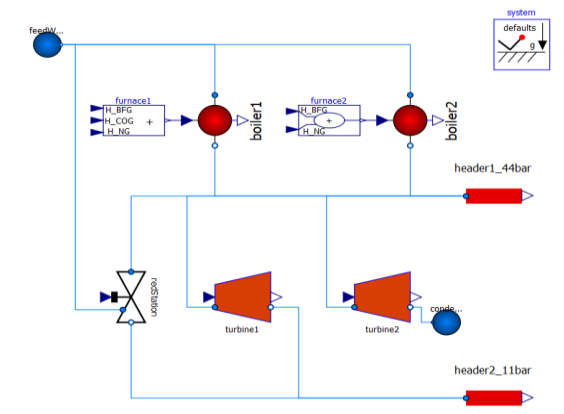 system
feedW...
defaults
g
furnace1
H_BFG
H_COG +
H_NG
boiler1
furnace2
H_BFG
+
H_NG
boiler2
header1_44bar
redStation
turbine1
turbine2
conde...
header2_11bar